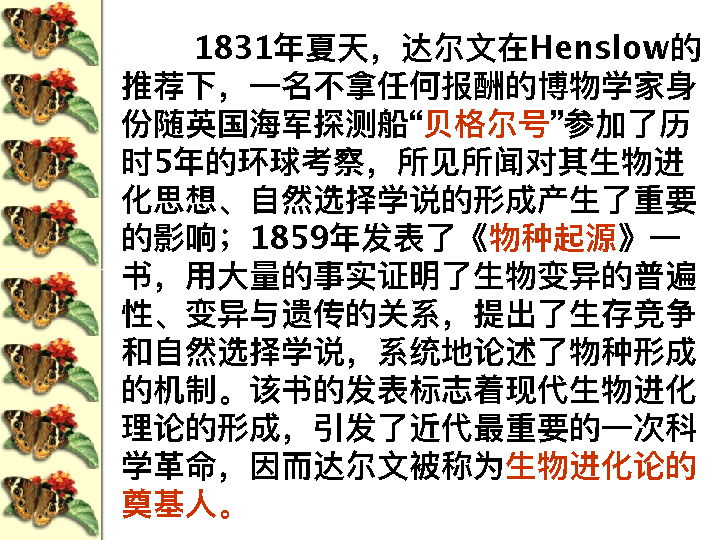 1831年夏天，达尔文在Henslow的
推荐下，一名不拿任何报酬的博物学家身
份随英国海军探测船“贝格尔号”参加了历
时5年的环球考察，所见所闻对其生物进
化思想、自然选择学说的形成产生了重要
的影响；1859年发表了《物种起源》一
书，用大量的事实证明了生物变异的普遍
性、变异与遗传的关系，提出了生存竞争
和自然选择学说，系统地论述了物种形成
的机制。该书的发表标志着现代生物进化
理论的形成，引发了近代最重要的一次科
学革命，因而达尔文被称为生物进化论的
奠基人。